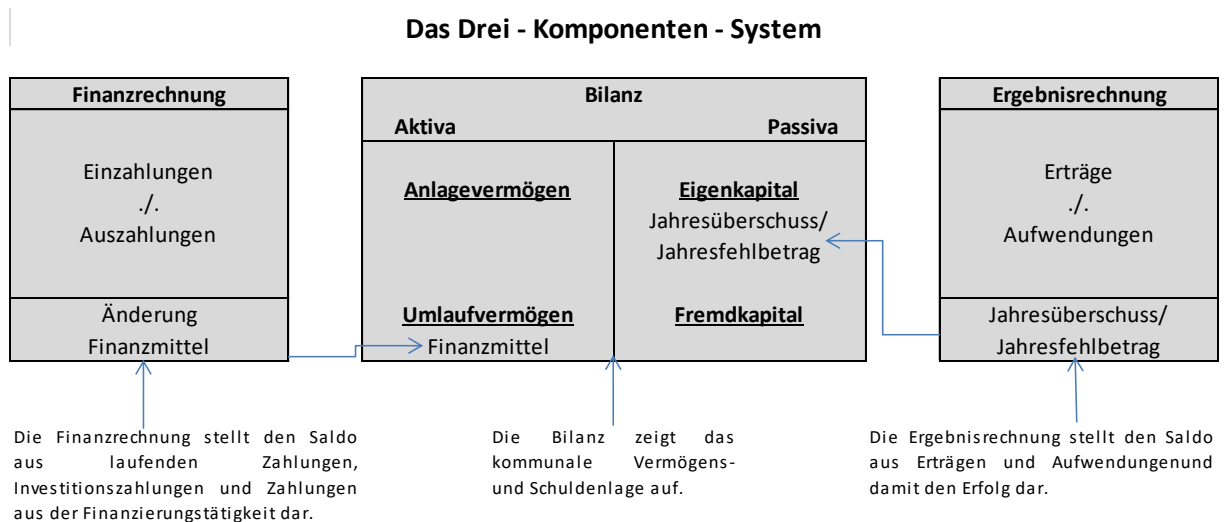 Das Drei - Komponenten - System
Finanzrechnung
Einzahlungen
./.
Auszahlungen
Änderung
Finanzmittel
Bilanz
Aktiva Passiva
Anlagevermögen
Umlaufvermögen
Finanzmittel
Eigenkapital
Jahresüberschuss/
Jahresfehlbetrag
Fremdkapital
Ergebnisrechnung
Erträge
./.
Aufwendungen
Jahresüberschuss/
Jahresfehlbetrag
Die Finanzrechnung stellt den Saldo
aus laufenden Zahlungen,
Investitionszahlungen und Zahlungen
aus der Finanzierungstätigkeit dar.
Die Bilanz zeigt das
kommunale Vermögens-
und Schuldenlage auf.
Die Ergebnisrechnung stellt den Saldo
aus Erträgen und Aufwendungenund
damit den Erfolg dar.